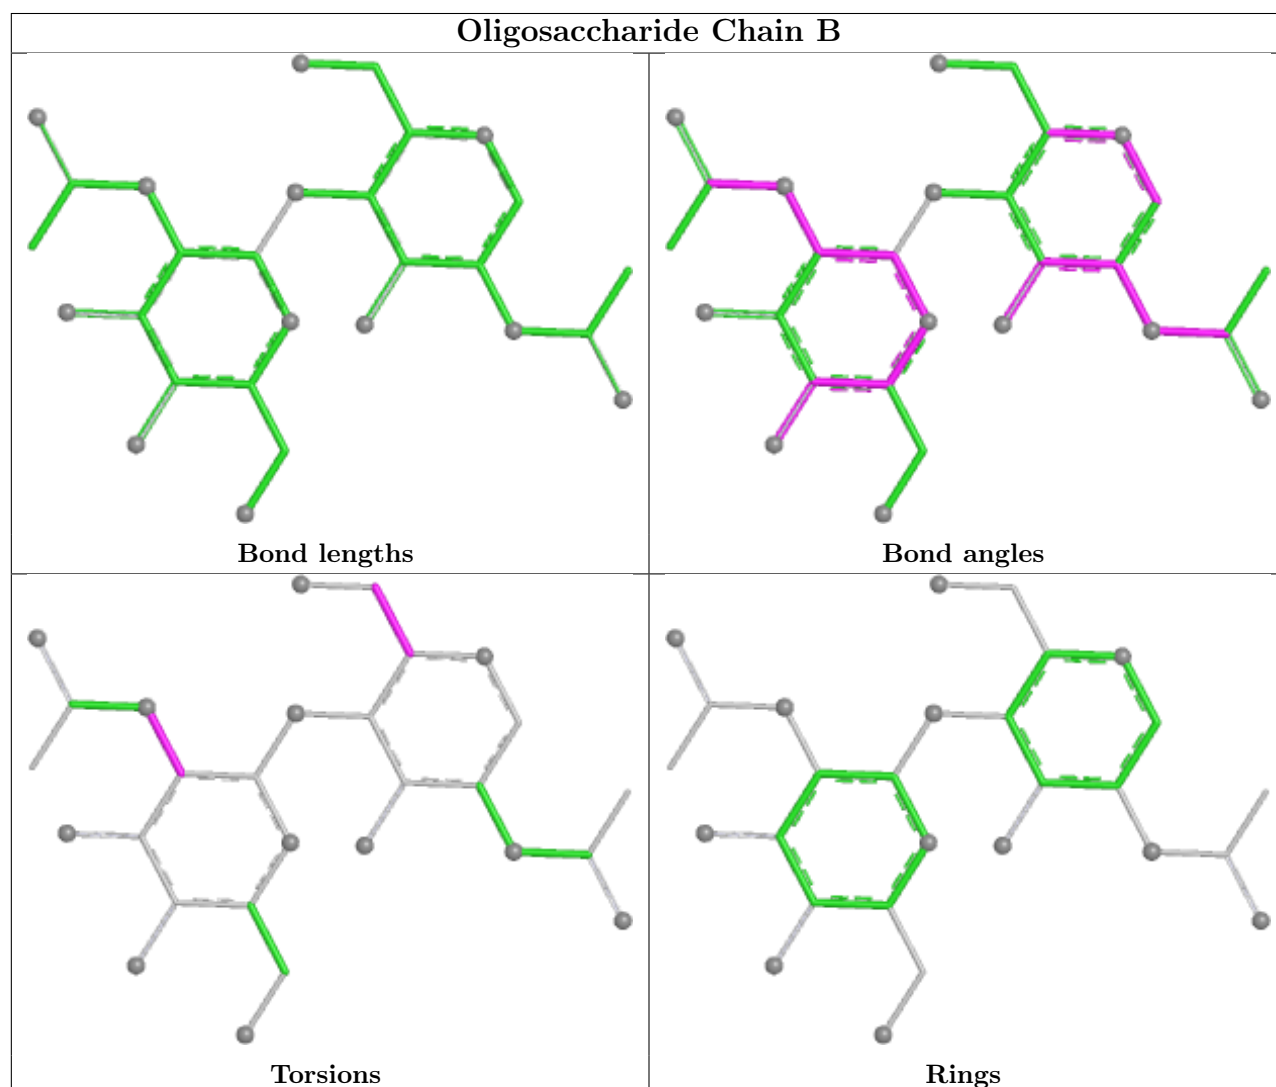 Oligosaccharide Chain B
Bond lengths
Bond angles
Torsions
Rings